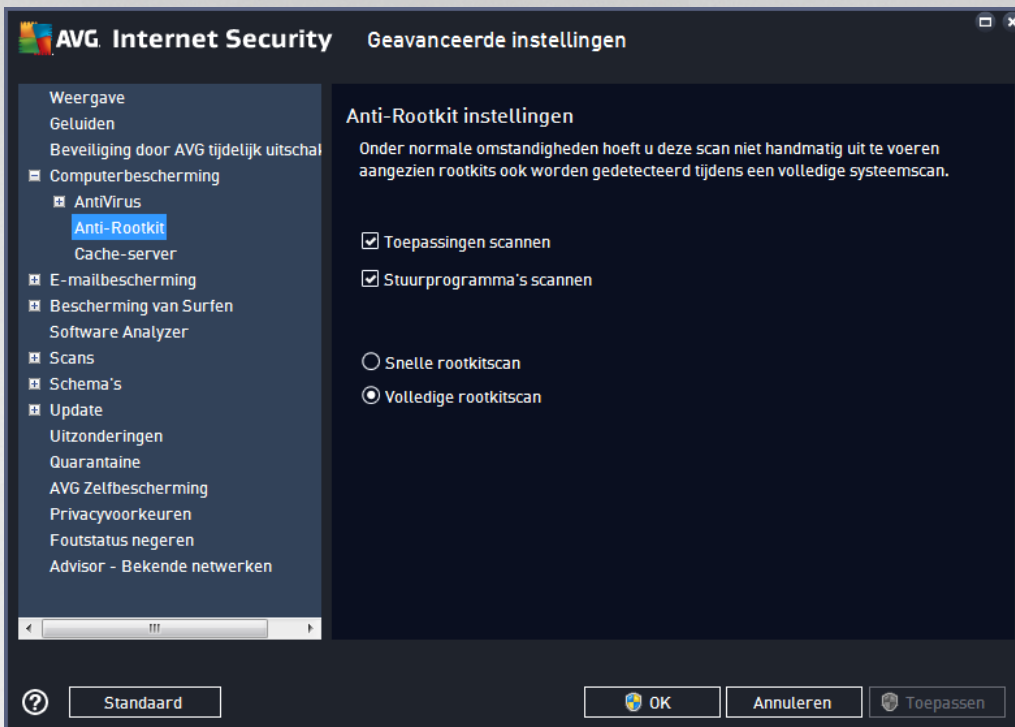 AVG Internet Security Geavanceerde instellingen
Weergave
Geluiden
Beveiliging door AVG tijdelijk uitschak
Computerbescherming
AntiVirus
Anti-Rootkit
Cache-server
E-mailbescherming
Bescherming van Surfen
Software Analyzer
Scans
Schema's
Update
Uitzonderingen
Quarantaine
AVG Zelfbescherming
Privacyvoorkeuren
Foutstatus negeren
Advisor - Bekende netwerken
Anti-Rootkit instellingen
Onder normale omstandigheden hoeft u deze scan niet handmatig uit te voeren
aangezien rootkits ook worden gedetecteerd tijdens een volledige systeemscan.
Toepassingen scannen
Stuurprogramma's scannen
Snelle rootkitscan
Volledige rootkitscan
? Standaard OK Annuleren Toepassen